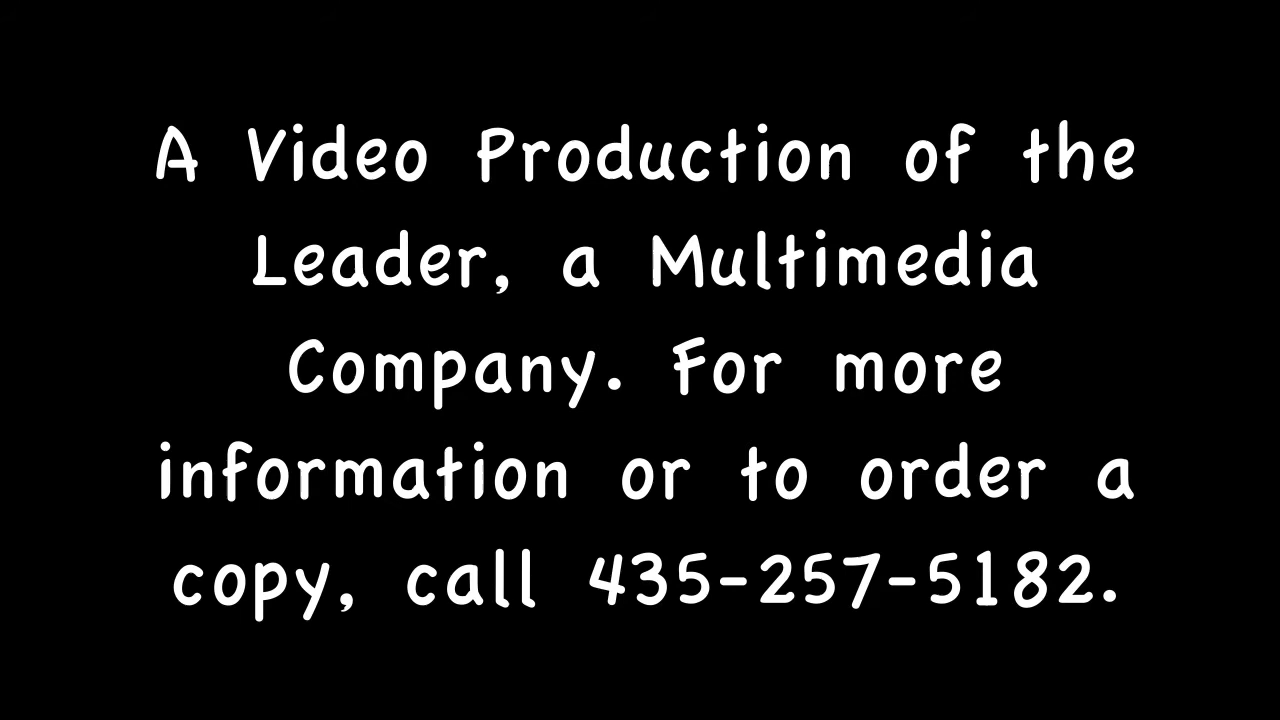 A Video Production of the
Leader, a Multimedia
Company. For more
information or to order a
copy, call 435-257-5182.